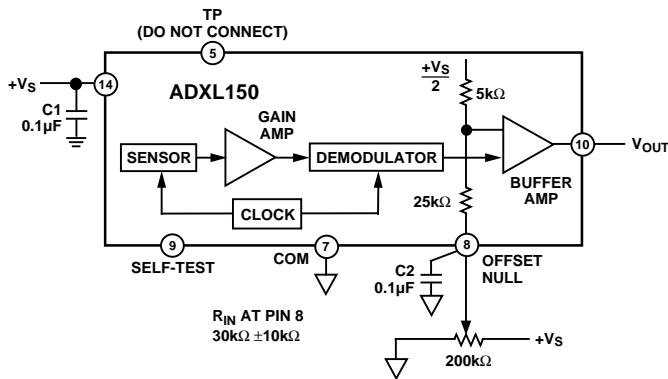 TP
(DO NOT CONNECT)
5
+VS
14
C1
0.1µF
ADXL150
GAIN
AMP
+VS
2
5kΩ
SENSOR
DEMODULATOR
10
VOUT
BUFFER
AMP
25kΩ
CLOCK
9
SELF-TEST
7
COM
8
OFFSET
NULL
C2
0.1µF
RIN AT PIN 8
30kΩ ±10kΩ
+VS
200kΩ